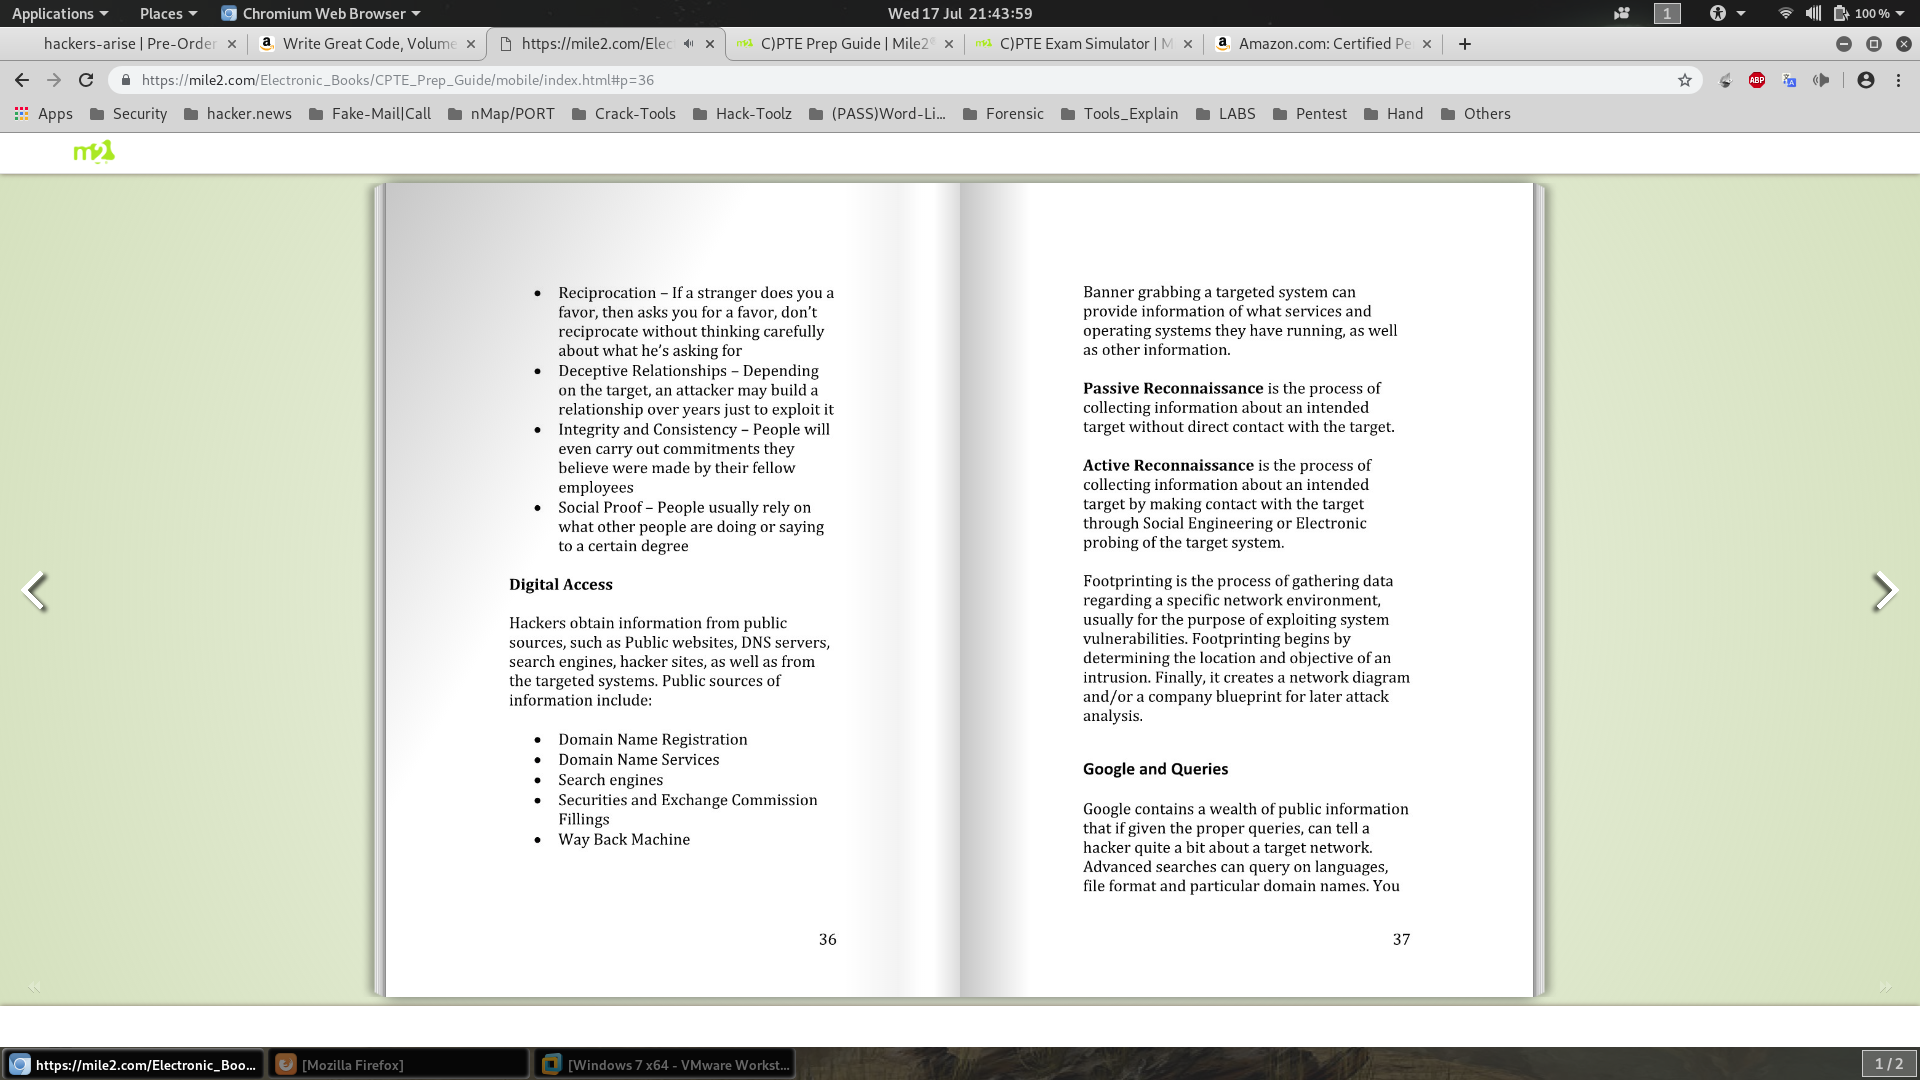 Applications
Places
Chromium Web Browser
Wed 17 Jul 21:43:59
1
100 %
hackers-arise | Pre-Order
Write Great Code, Volume
https://mile2.com/Elec
C)PTE Prep Guide | Mile2
C)PTE Exam Simulator | M
Amazon.com: Certified Pe
https://mile2.com/Electronic_Books/CPTE_Prep_Guide/mobile/index.html#p=36
ABP
Apps
Security
hacker.news
Fake-Mail|Call
nMap/PORT
Crack-Tools
Hack-Toolz
(PASS)Word-Li...
Forensic
Tools_Explain
LABS
Pentest
Hand
Others
m2
• Reciprocation – If a stranger does you a
favor, then asks you for a favor, don't
reciprocate without thinking carefully
about what he's asking for
• Deceptive Relationships – Depending
on the target, an attacker may build a
relationship over years just to exploit it
• Integrity and Consistency – People will
even carry out commitments they
believe were made by their fellow
employees
• Social Proof – People usually rely on
what other people are doing or saying
to a certain degree
Digital Access
Hackers obtain information from public
sources, such as Public websites, DNS servers,
search engines, hacker sites, as well as from
the targeted systems. Public sources of
information include:
• Domain Name Registration
• Domain Name Services
• Search engines
• Securities and Exchange Commission
Fillings
• Way Back Machine
36
Banner grabbing a targeted system can
provide information of what services and
operating systems they have running, as well
as other information.
Passive Reconnaissance is the process of
collecting information about an intended
target without direct contact with the target.
Active Reconnaissance is the process of
collecting information about an intended
target by making contact with the target
through Social Engineering or Electronic
probing of the target system.
Footprinting is the process of gathering data
regarding a specific network environment,
usually for the purpose of exploiting system
vulnerabilities. Footprinting begins by
determining the location and objective of an
intrusion. Finally, it creates a network diagram
and/or a company blueprint for later attack
analysis.
Google and Queries
Google contains a wealth of public information
that if given the proper queries, can tell a
hacker quite a bit about a target network.
Advanced searches can query on languages,
file format and particular domain names. You
37
https://mile2.com/Electronic_Boo...
[Mozilla Firefox]
[Windows 7 x64 - VMware Workst...
1 / 2